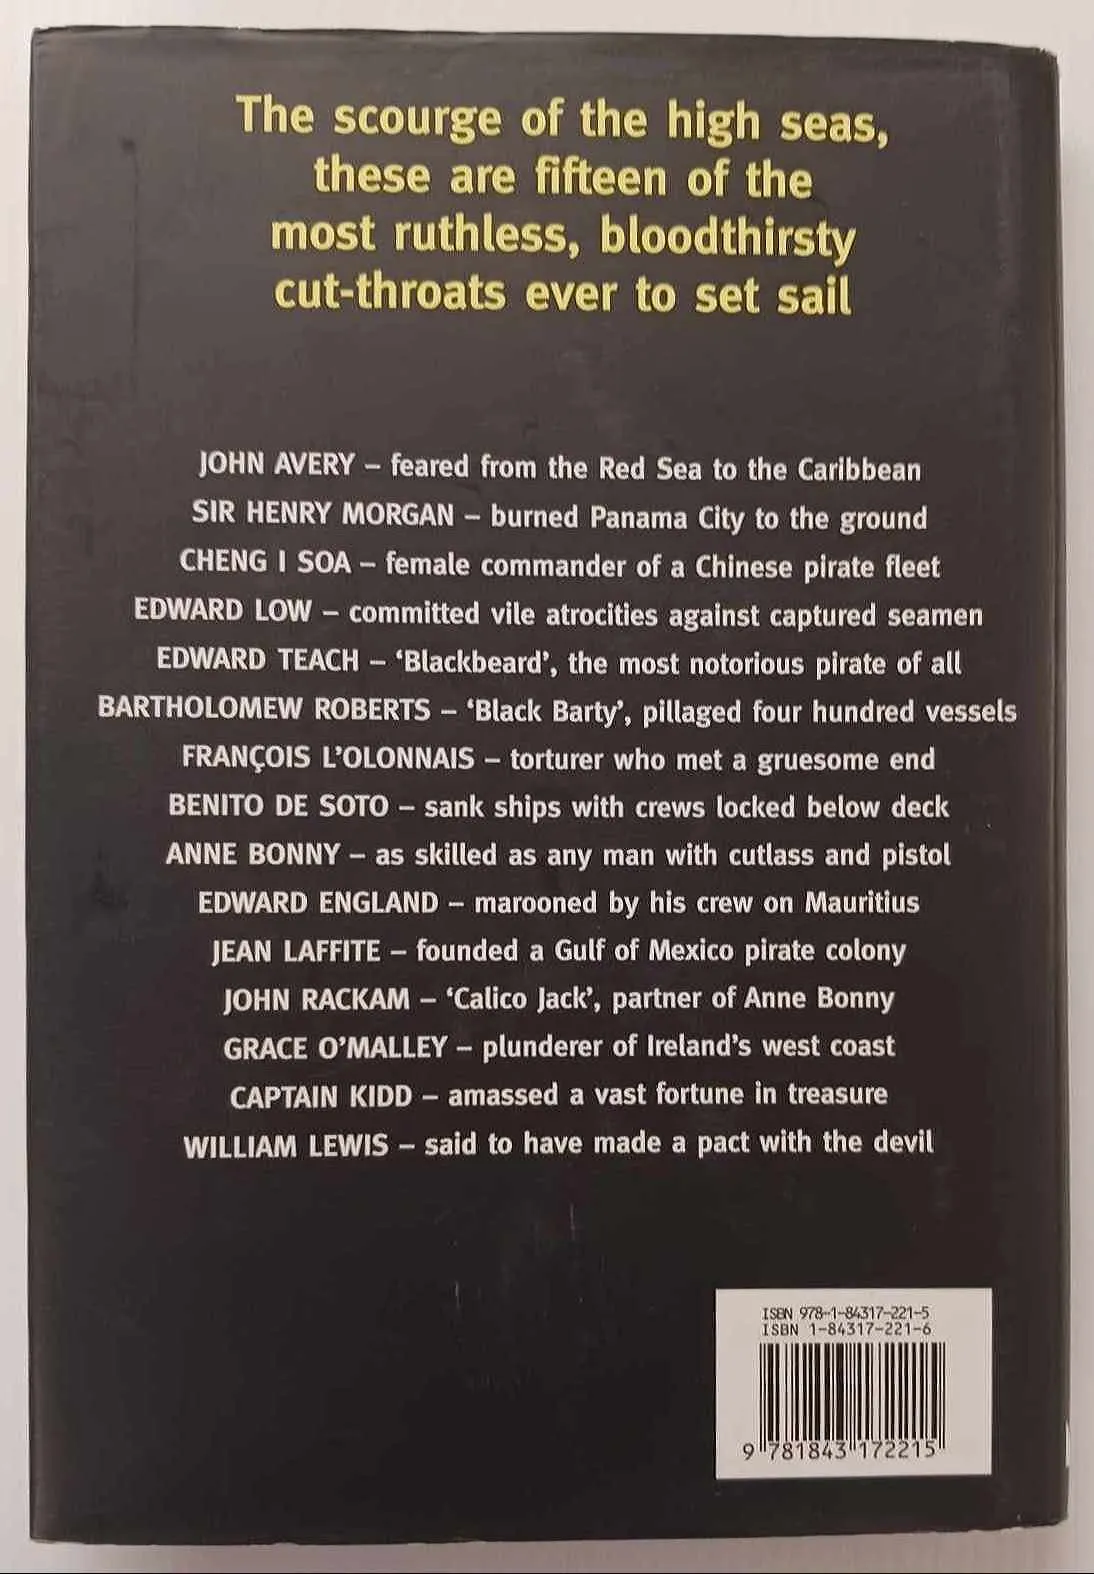 The scourge of the high seas,
these are fifteen of the
most ruthless, bloodthirsty
cut-throats ever to set sail
JOHN AVERY – feared from the Red Sea to the Caribbean
SIR HENRY MORGAN – burned Panama City to the ground
CHENG I SOA – female commander of a Chinese pirate fleet
EDWARD LOW – committed vile atrocities against captured seamen
EDWARD TEACH – ‘Blackbeard’, the most notorious pirate of all
BARTHOLOMEW ROBERTS – ‘Black Barty’, pillaged four hundred vessels
FRANÇOIS L’OLONNAIS – torturer who met a gruesome end
BENITO DE SOTO – sank ships with crews locked below deck
ANNE BONNY – as skilled as any man with cutlass and pistol
EDWARD ENGLAND – marooned by his crew on Mauritius
JEAN LAFFITE – founded a Gulf of Mexico pirate colony
JOHN RACKAM – ‘Calico Jack’, partner of Anne Bonny
GRACE O’MALLEY – plunderer of Ireland’s west coast
CAPTAIN KIDD – amassed a vast fortune in treasure
WILLIAM LEWIS – said to have made a pact with the devil
ISBN 978-1-84317-221-5
ISBN 1-84317-221-6
9 781843 172215